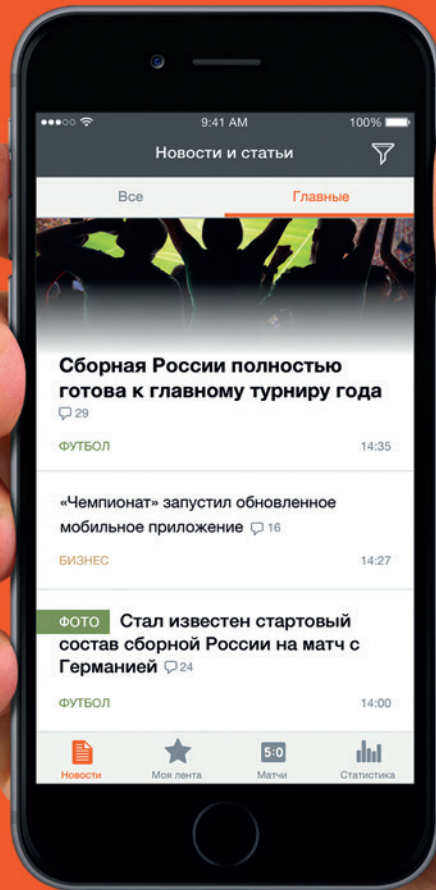 9:41 AM
100%
Новости и статьи
Все
Главные
Сборная России полностью
готова к главному турниру года
29
ФУТБОЛ
14:35
«Чемпионат» запустил обновленное
мобильное приложение 16
БИЗНЕС
14:27
ФОТО Стал известен стартовый
состав сборной России на матч с
Германией 24
ФУТБОЛ
14:00
5:0
Новости
Моя лента
Матчи
Статистика